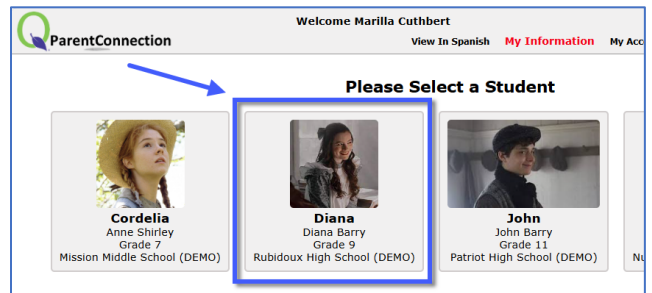 Welcome Marilla Cuthbert
ParentConnection
View In Spanish My Information My Acc
Please Select a Student
Cordelia
Anne Shirley
Grade 7
Mission Middle School (DEMO)
Diana
Diana Barry
Grade 9
Rubidoux High School (DEMO)
John
John Barry
Grade 11
Patriot High School (DEMO)